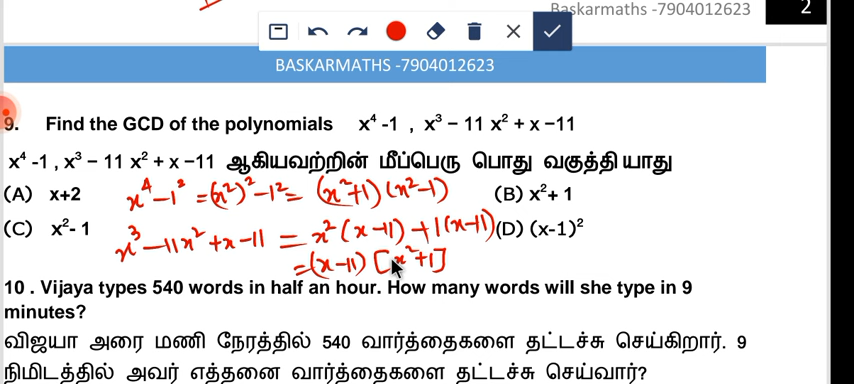 Baskarmaths -7904012623
2
BASKARMATHS -7904012623
9. Find the GCD of the polynomials x⁴ -1 , x³ – 11 x² + x –11
x⁴ -1 , x³ – 11 x² + x –11 ஆகியவற்றின் மீப்பெரு பொது வகுத்தி யாது
(A) x+2 x⁴ – 1² = (x²)² – 1² = (x²+1) (x²–1) (B) x²+ 1
(C) x²- 1 x³ – 11x² + x – 11 = x² (x – 11) + 1 (x – 11) (D) (x-1)²
= (x – 11) [x²+1]
10 . Vijaya types 540 words in half an hour. How many words will she type in 9
minutes?
விஜயா அரை மணி நேரத்தில் 540 வார்த்தைகளை தட்டச்சு செய்கிறார். 9
நிமிடத்தில் அவர் எத்தனை வார்த்தைகளை தட்டச்சு செய்வார்?